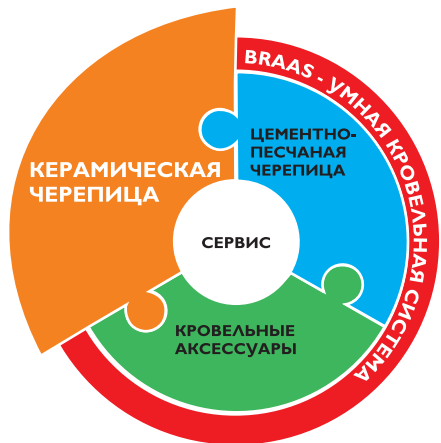 BRAAS - УМНАЯ КРОВЕЛЬНАЯ СИСТЕМА
КЕРАМИЧЕСКАЯ
ЧЕРЕПИЦА
ЦЕМЕНТНО-
ПЕСЧАНАЯ
ЧЕРЕПИЦА
СЕРВИС
КРОВЕЛЬНЫЕ
АКСЕССУАРЫ